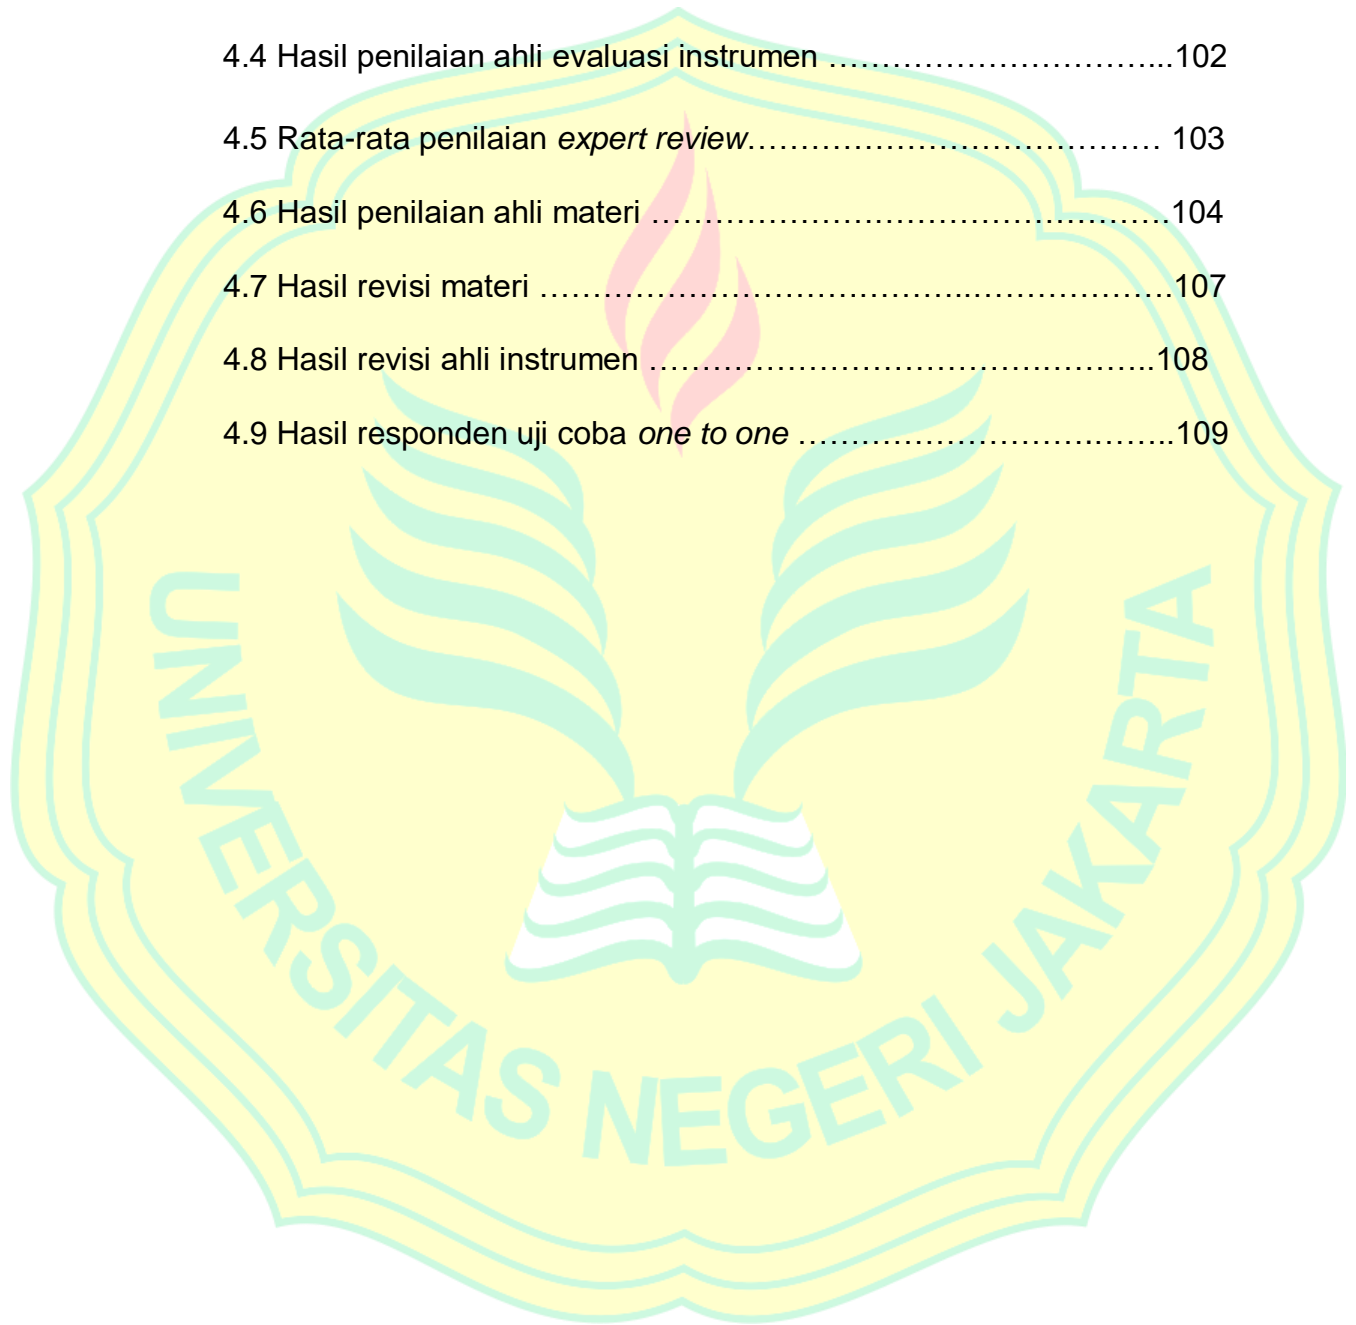 4.4 Hasil penilaian ahli evaluasi instrumen …………………………...102
4.5 Rata-rata penilaian expert review………………………………… 103
4.6 Hasil penilaian ahli materi ………………………………………….104
4.7 Hasil revisi materi …………………………………..……………….107
4.8 Hasil revisi ahli instrumen …………………………………………..108
4.9 Hasil responden uji coba one to one ……………………….……..109
UNIVERSITAS NEGERI JAKARTA